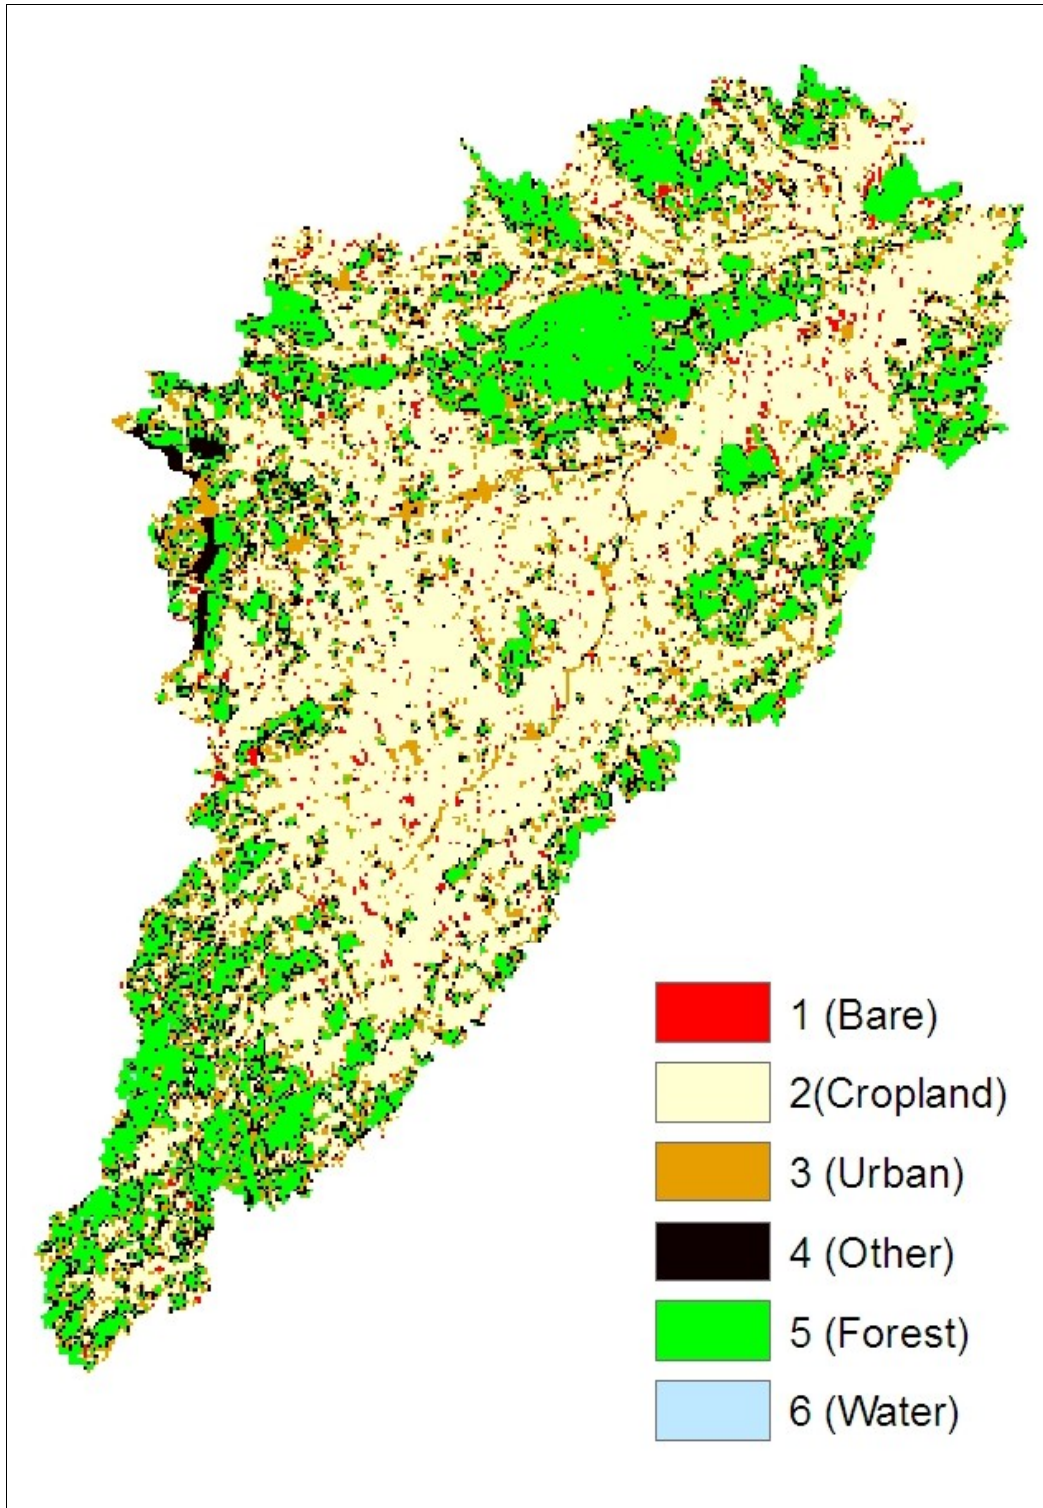 1 (Bare)
2(Cropland)
3 (Urban)
4 (Other)
5 (Forest)
6 (Water)